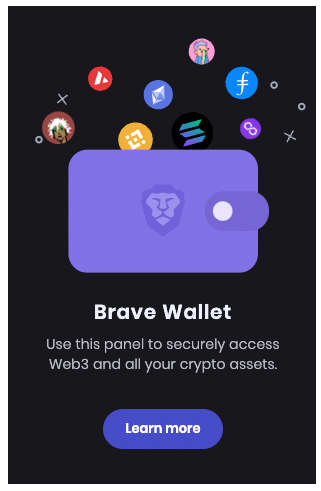 Brave Wallet
Use this panel to securely access
Web3 and all your crypto assets.
Learn more